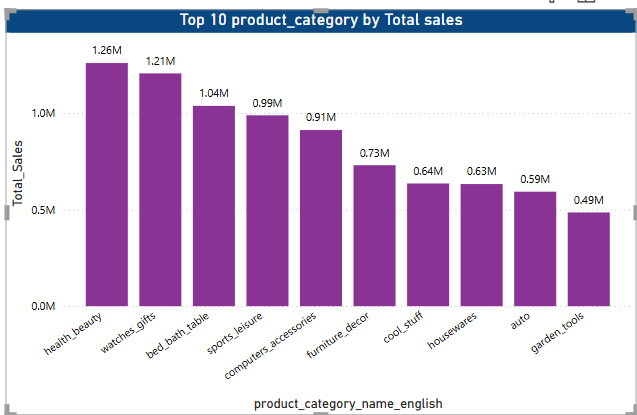 Top 10 product_category by Total sales
1.26M
1.21M
1.04M
0.99M
0.91M
0.73M
0.64M
0.63M
0.59M
0.49M
1.0M
0.5M
0.0M
Total_Sales
health_beauty
watches_gifts
bed_bath_table
sports_leisure
computers_accessories
furniture_decor
cool_stuff
housewares
auto
garden_tools
product_category_name_english